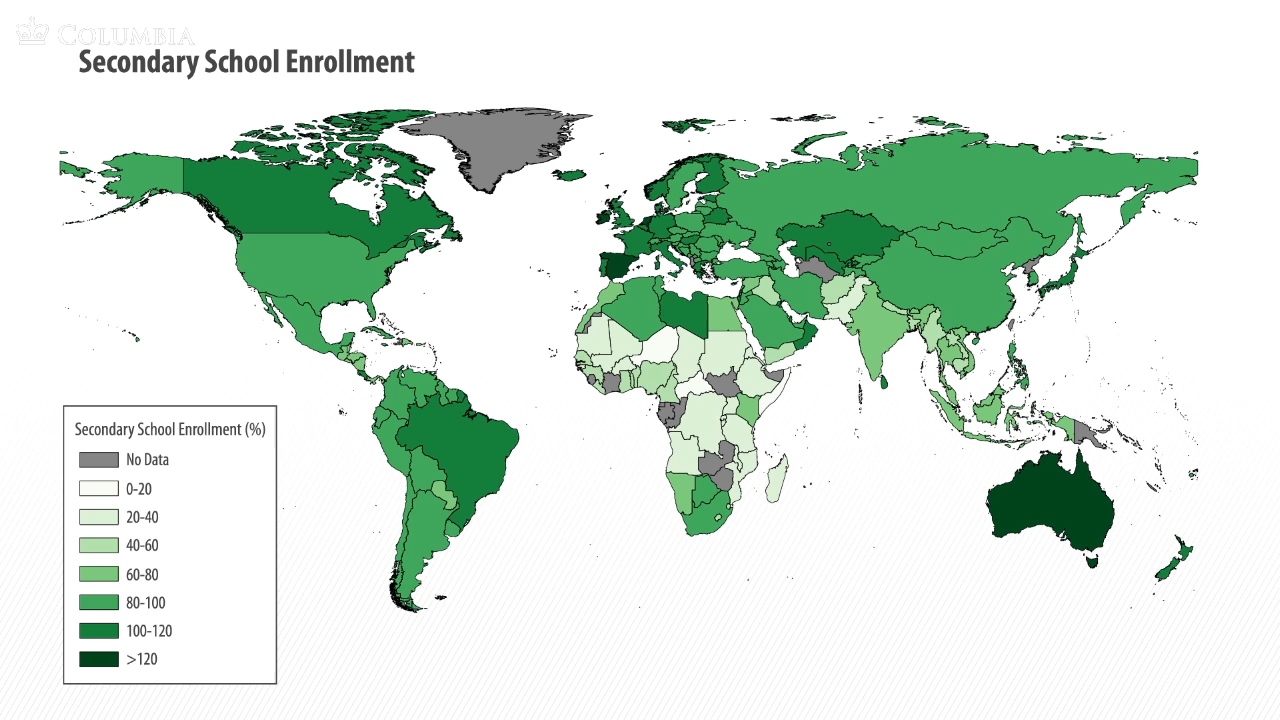 COLUMBIA
Secondary School Enrollment
Secondary School Enrollment (%)
No Data
0-20
20-40
40-60
60-80
80-100
100-120
>120